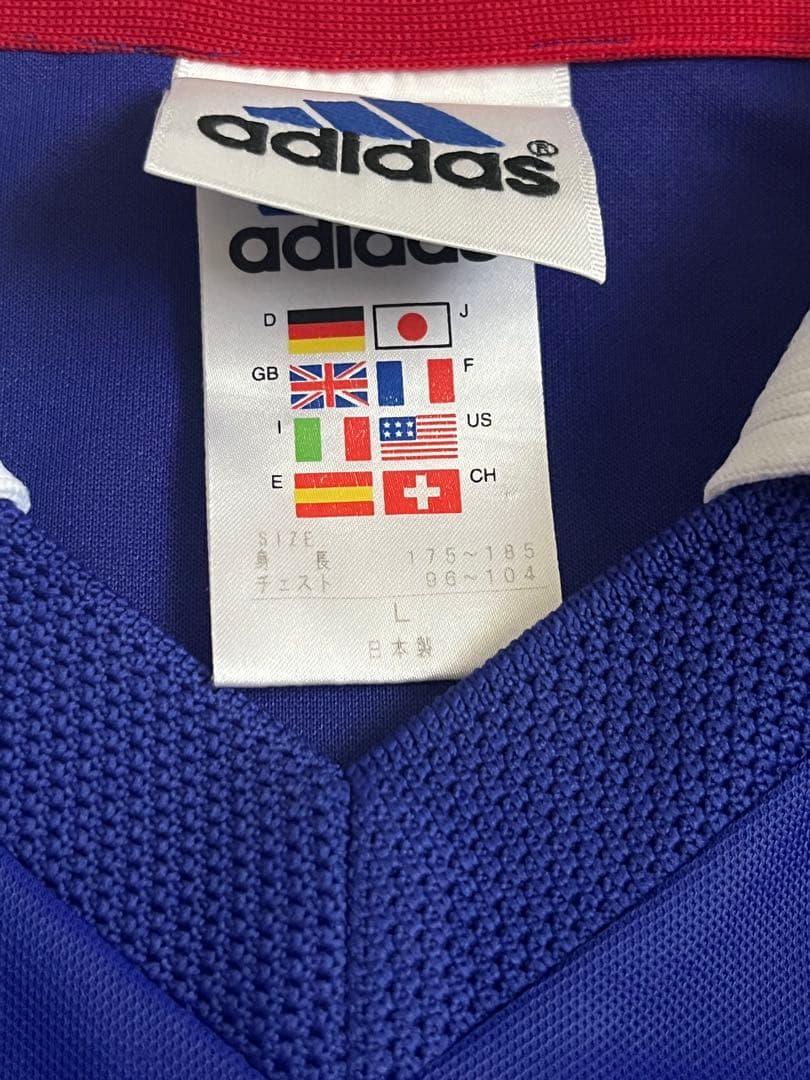 adidas®
adidas
D J
GB F
I US
E CH
SIZE
身長 175~185
チェスト 96~104
L
日本製